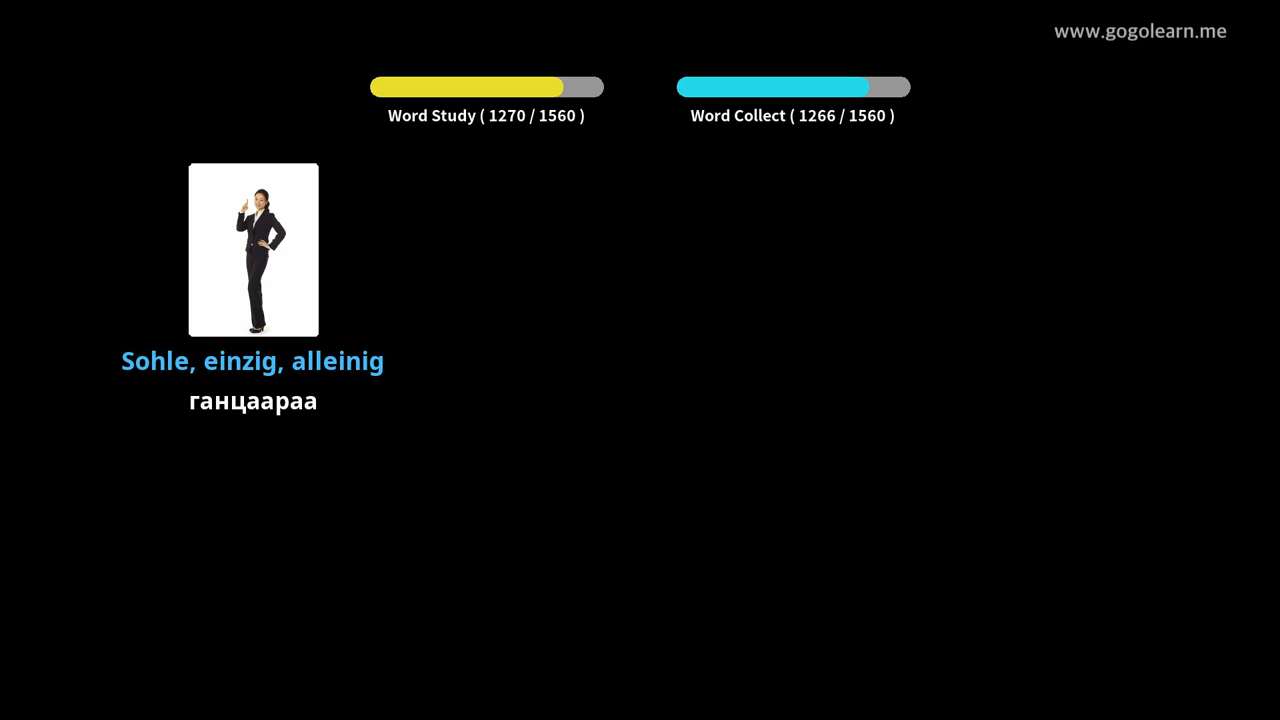 www.gogolearn.me
Word Study ( 1270 / 1560 )
Word Collect ( 1266 / 1560 )
Sohle, einzig, alleinig
ганцаараа